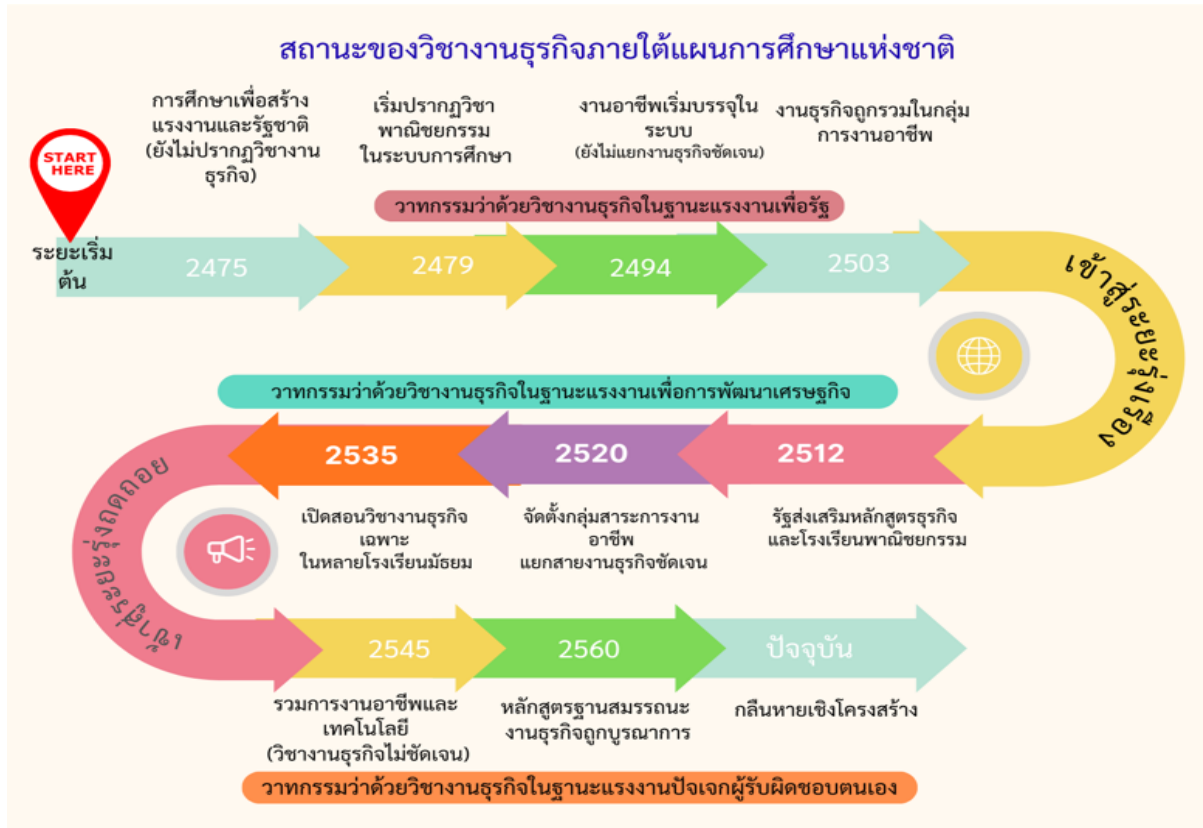 สถานะของวิชางานธุรกิจภายใต้แผนการศึกษาแห่งชาติ
การศึกษาเพื่อสร้าง
แรงงานและรัฐชาติ
(ยังไม่ปรากฏวิชางาน
ธุรกิจ)
เริ่มปรากฏวิชา
พาณิชยกรรม
ในระบบการศึกษา
งานอาชีพเริ่มบรรจุใน
ระบบ
(ยังไม่แยกงานธุรกิจชัดเจน)
งานธุรกิจถูกรวมในกลุ่ม
การงานอาชีพ
START
HERE
วาทกรรมว่าด้วยวิชางานธุรกิจในฐานะแรงงานเพื่อรัฐ
ระยะเริ่ม
ต้น
2475
2479
2494
2503
เข้าสู่ระยะรุ่งเรือง
วาทกรรมว่าด้วยวิชางานธุรกิจในฐานะแรงงานเพื่อการพัฒนาเศรษฐกิจ
2512
2520
2535
รัฐส่งเสริมหลักสูตรธุรกิจ
และโรงเรียนพาณิชยกรรม
จัดตั้งกลุ่มสาระการงาน
อาชีพ
แยกสายงานธุรกิจชัดเจน
เปิดสอนวิชางานธุรกิจ
เฉพาะ
ในหลายโรงเรียนมัธยม
เข้าสู่ระยะรุ่งถดถอย
2545
2560
ปัจจุบัน
รวมการงานอาชีพและ
เทคโนโลยี
(วิชางานธุรกิจไม่ชัดเจน)
หลักสูตรฐานสมรรถนะ
งานธุรกิจถูกบูรณาการ
กลืนหายเชิงโครงสร้าง
วาทกรรมว่าด้วยวิชางานธุรกิจในฐานะแรงงานปัจเจกผู้รับผิดชอบตนเอง